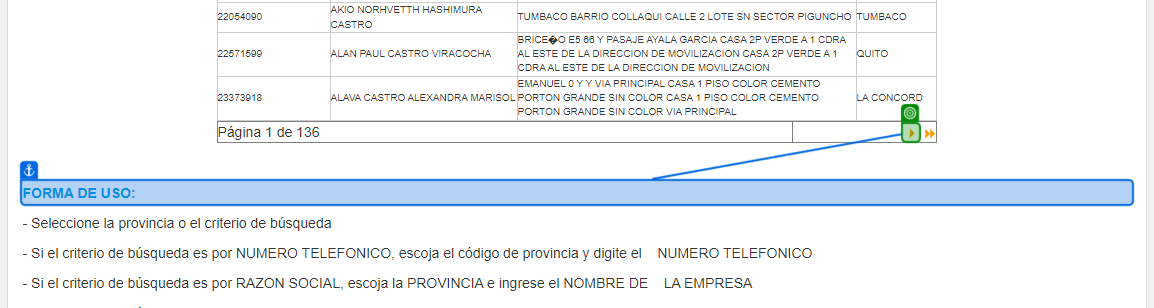 22054090 AKIO NORHVETTH HASHIMURA CASTRO TUMBACO BARRIO COLLAQUI CALLE 2 LOTE SN SECTOR PIGUNCHO TUMBACO
22571599 ALAN PAUL CASTRO VIRACOCHA BRICE�O E5 66 Y PASAJE AYALA GARCIA CASA 2P VERDE A 1 CDRA AL ESTE DE LA DIRECCION DE MOVILIZACION CASA 2P VERDE A 1 CDRA AL ESTE DE LA DIRECCION DE MOVILIZACION QUITO
23373918 ALAVA CASTRO ALEXANDRA MARISOL EMANUEL 0 Y Y VIA PRINCIPAL CASA 1 PISO COLOR CEMENTO PORTON GRANDE SIN COLOR CASA 1 PISO COLOR CEMENTO PORTON GRANDE SIN COLOR VIA PRINCIPAL LA CONCORD
Página 1 de 136
FORMA DE USO:
- Seleccione la provincia o el criterio de búsqueda
- Si el criterio de búsqueda es por NUMERO TELEFONICO, escoja el código de provincia y digite el NUMERO TELEFONICO
- Si el criterio de búsqueda es por RAZON SOCIAL, escoja la PROVINCIA e ingrese el NOMBRE DE LA EMPRESA